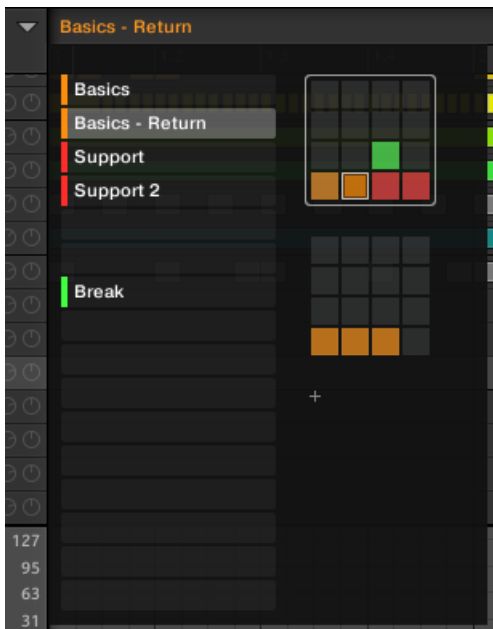 Basics - Return
Basics
Basics - Return
Support
Support 2
Break
+
127
95
63
31